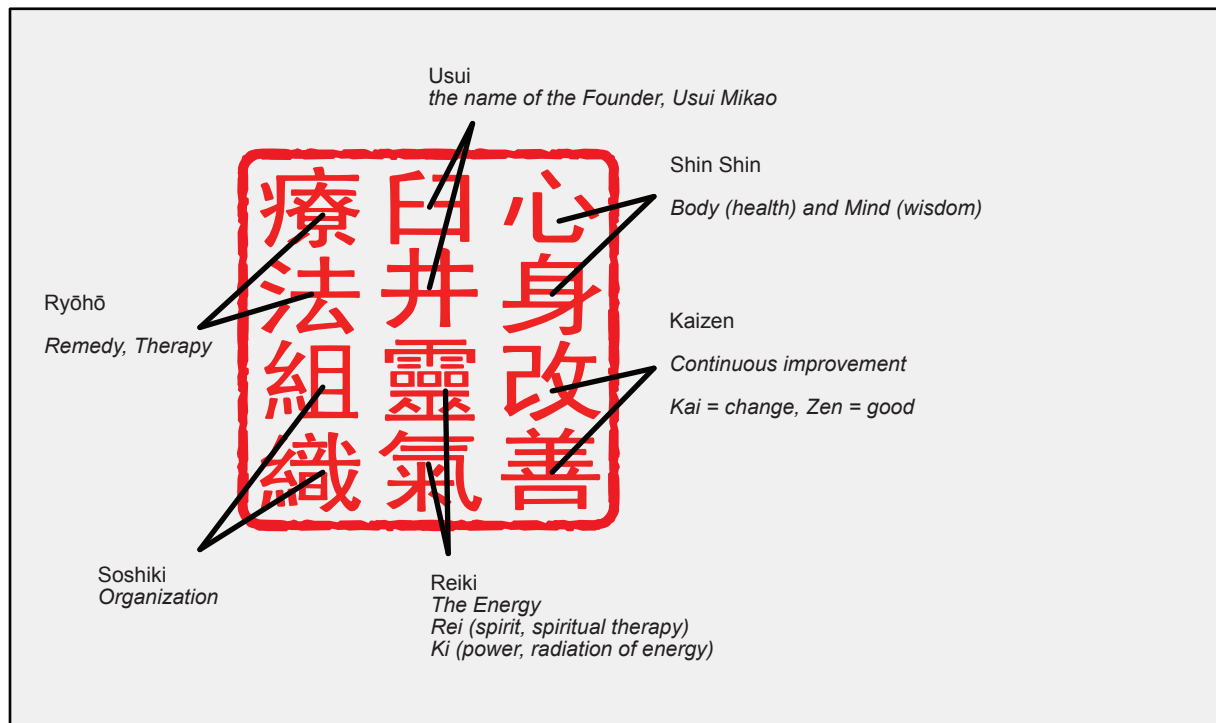 Usui
the name of the Founder, Usui Mikao
Shin Shin
Body (health) and Mind (wisdom)
心身改善
臼井靈氣
療法組織
Ryōhō
Remedy, Therapy
Kaizen
Continuous improvement
Kai = change, Zen = good
Soshiki
Organization
Reiki
The Energy
Rei (spirit, spiritual therapy)
Ki (power, radiation of energy)